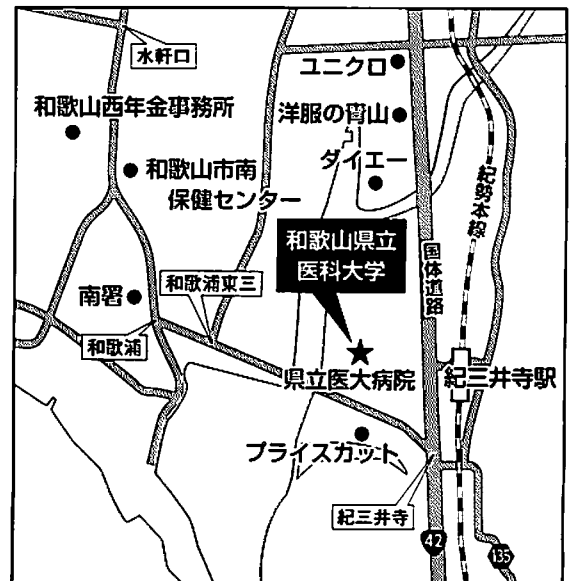 水軒口
ユニクロ
和歌山西年金事務所
洋服の青山
ダイエー
和歌山市南
保健センター
紀勢本線
和歌山県立
医科大学
国体道路
和歌浦東三
南署
和歌浦
県立医大病院
紀三井寺駅
プライスカット
紀三井寺
42
135